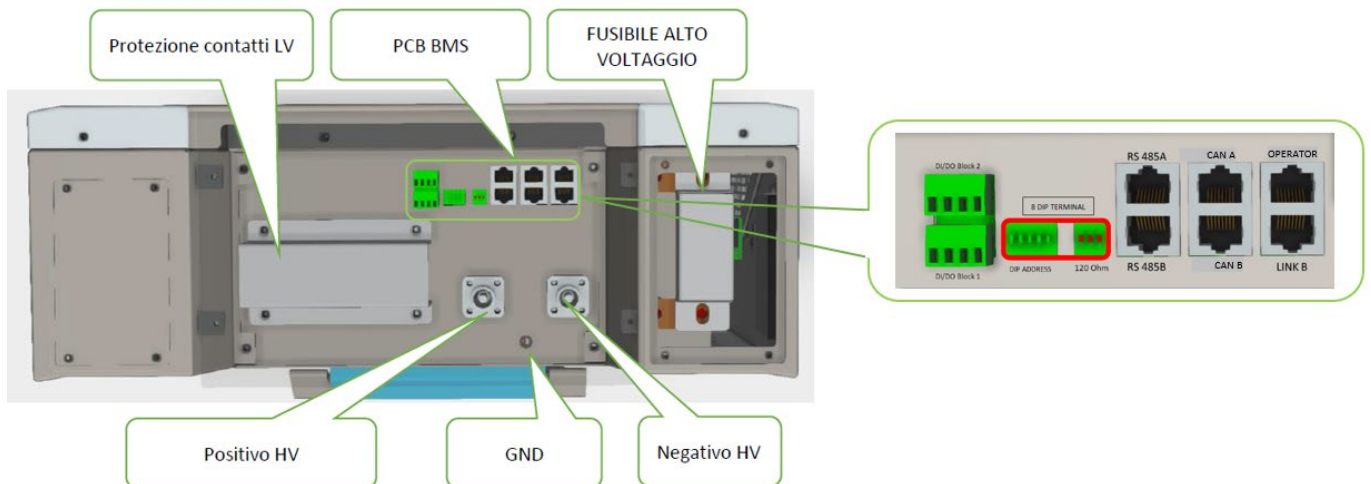 Protezione contatti LV
PCB BMS
FUSIBILE ALTO
VOLTAGGIO
Positivo HV
GND
Negativo HV
DI/DO Block 2
RS 485A
CAN A
OPERATOR
8 DIP TERMINAL
DIP ADDRESS
120 Ohm
RS 485B
CAN B
LINK B
DI/DO Block 1